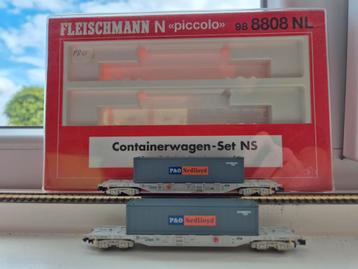 FLEISCHMANN N «piccolo» 98 8808 NL
Containerwagen-Set NS
P&O Nedlloyd
P&O Nedlloyd